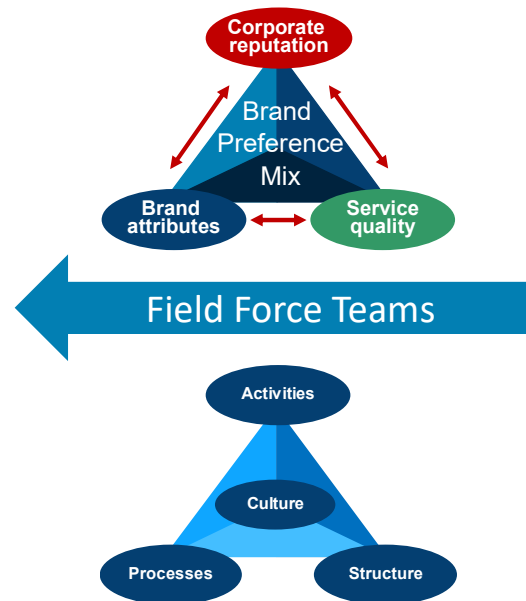 Corporate
reputation
Brand
Preference
Mix
Brand
attributes
Service
quality
Field Force Teams
Activities
Culture
Processes
Structure